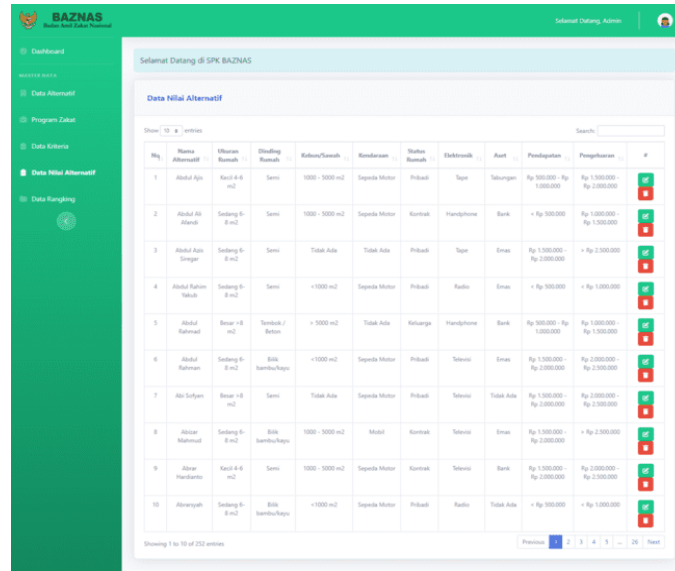 BAZNAS
Badan Amil Zakat Nasional
Selamat Datang, Admin
Dashboard
MASTER DATA
Data Alternatif
Program Zakat
Data Kriteria
Data Nilai Alternatif
Data Rangking
Selamat Datang di SPK BAZNAS
Data Nilai Alternatif
Show 10 entries
Search:
No Nama Alternatif Ukuran Rumah Dinding Rumah Kebun/Sawah Kendaraan Status Rumah Elektronik Aset Pendapatan Pengeluaran #
1 Abdul Ajis Kecil 4-6 m2 Semi 1000 - 5000 m2 Sepeda Motor Pribadi Tape Tabungan Rp 500.000 - Rp 1.000.000 Rp 1.500.000 - Rp 2.000.000
2 Abdul Ali Afandi Sedang 6-8 m2 Semi 1000 - 5000 m2 Sepeda Motor Kontrak Handphone Bank < Rp 500.000 Rp 1.000.000 - Rp 1.500.000
3 Abdul Azis Siregar Sedang 6-8 m2 Semi Tidak Ada Tidak Ada Pribadi Tape Emas Rp 1.500.000 - Rp 2.000.000 Rp 2.500.000
4 Abdul Rahim Yakub Sedang 6-8 m2 Semi <1000 m2 Sepeda Motor Pribadi Radio Emas < Rp 500.000 < Rp 1.000.000
5 Abdul Rahmad Besar >8 m2 Tembok / Beton > 5000 m2 Tidak Ada Keluarga Handphone Bank Rp 500.000 - Rp 1.000.000 Rp 1.000.000 - Rp 1.500.000
6 Abdul Rahman Sedang 6-8 m2 Bilik bambu/kayu <1000 m2 Sepeda Motor Pribadi Televisi Emas Rp 1.500.000 - Rp 2.000.000 Rp 2.000.000 - Rp 2.500.000
7 Abi Sofyan Besar >8 m2 Semi Tidak Ada Sepeda Motor Pribadi Televisi Tidak Ada Rp 1.500.000 - Rp 2.000.000 Rp 2.000.000 - Rp 2.500.000
8 Abizar Mahmud Sedang 6-8 m2 Bilik bambu/kayu 1000 - 5000 m2 Mobil Kontrak Televisi Emas Rp 1.500.000 - Rp 2.000.000 Rp 2.500.000
9 Abrar Hardianto Kecil 4-6 m2 Semi 1000 - 5000 m2 Sepeda Motor Kontrak Televisi Bank Rp 1.500.000 - Rp 2.000.000 Rp 2.000.000 - Rp 2.500.000
10 Abransyah Sedang 6-8 m2 Bilik bambu/kayu <1000 m2 Sepeda Motor Pribadi Radio Tidak Ada < Rp 500.000 < Rp 1.000.000
Showing 1 to 10 of 252 entries
Previous 1 2 3 4 5 ... 26 Next